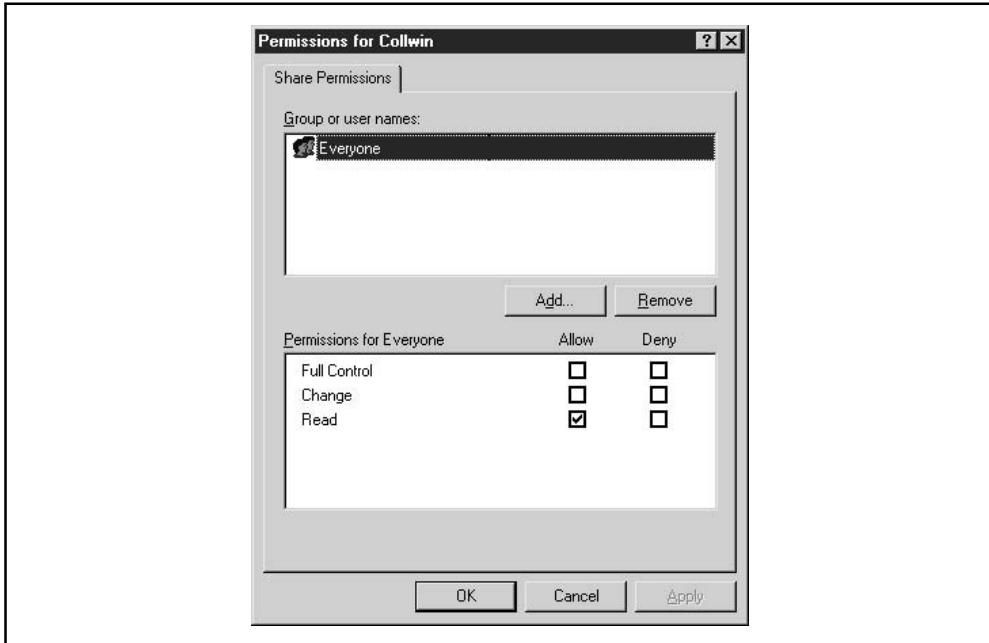 Permissions for Collwin
Share Permissions
Group or user names:
Everyone
Add...
Remove
Permissions for Everyone Allow Deny
Full Control
Change
Read
OK
Cancel
Apply